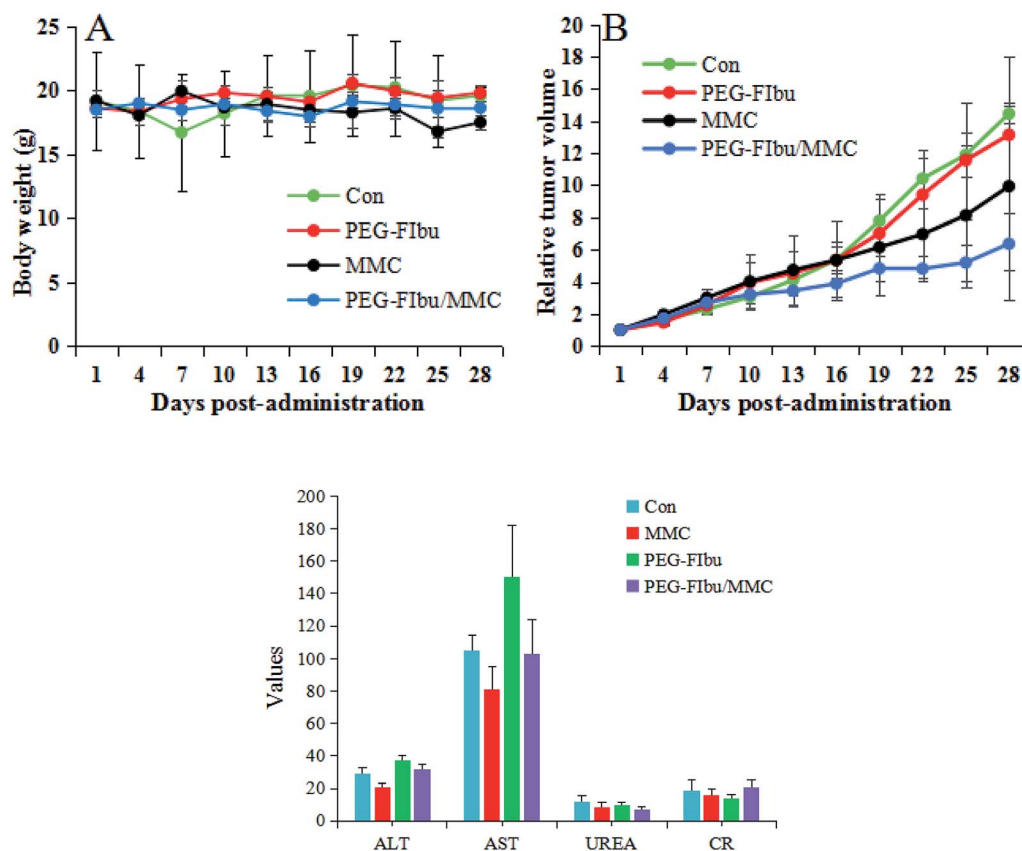 A
25
20
15
10
5
0
Body weight (g)
Con
PEG-FIbu
MMC
PEG-FIbu/MMC
1 4 7 10 13 16 19 22 25 28
Days post-administration
B
20
18
16
14
12
10
8
6
4
2
0
Relative tumor volume
Con
PEG-FIbu
MMC
PEG-FIbu/MMC
1 4 7 10 13 16 19 22 25 28
Days post-administration
200
180
160
140
120
100
80
60
40
20
0
Values
Con
MMC
PEG-FIbu
PEG-FIbu/MMC
ALT AST UREA CR